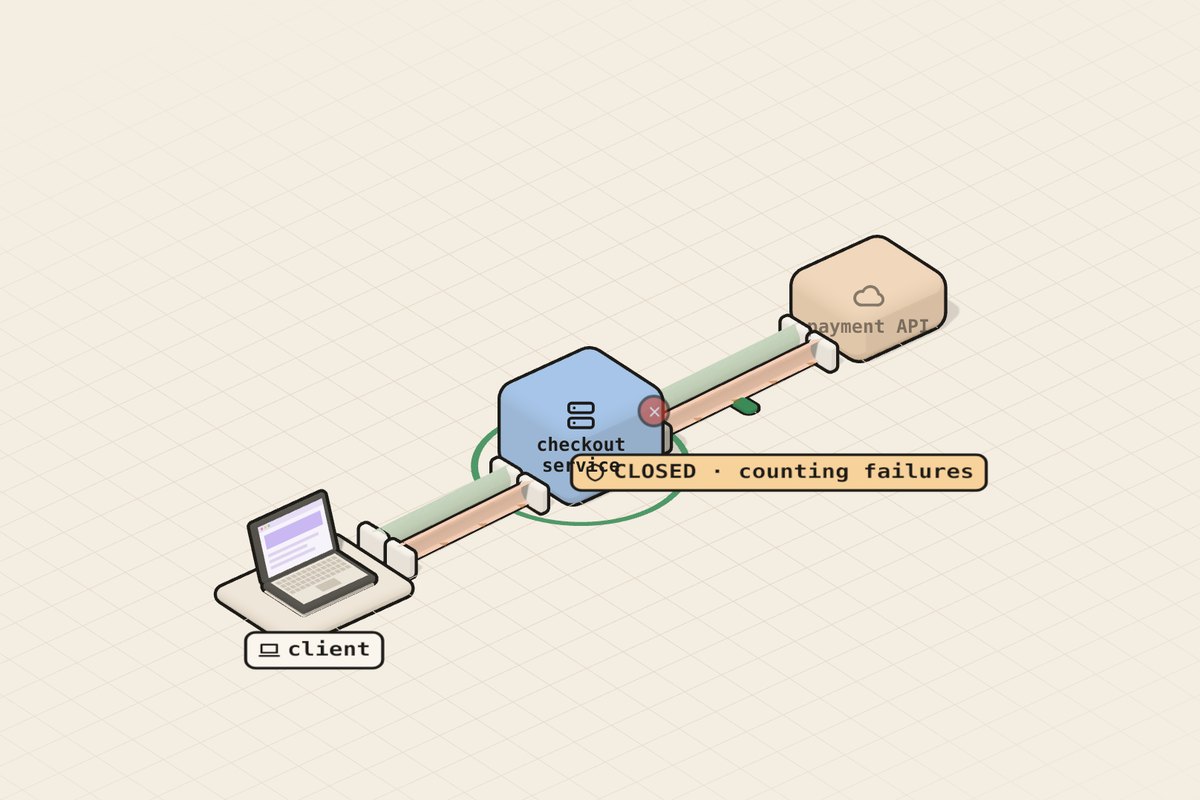 payment API
checkout
service
CLOSED · counting failures
client